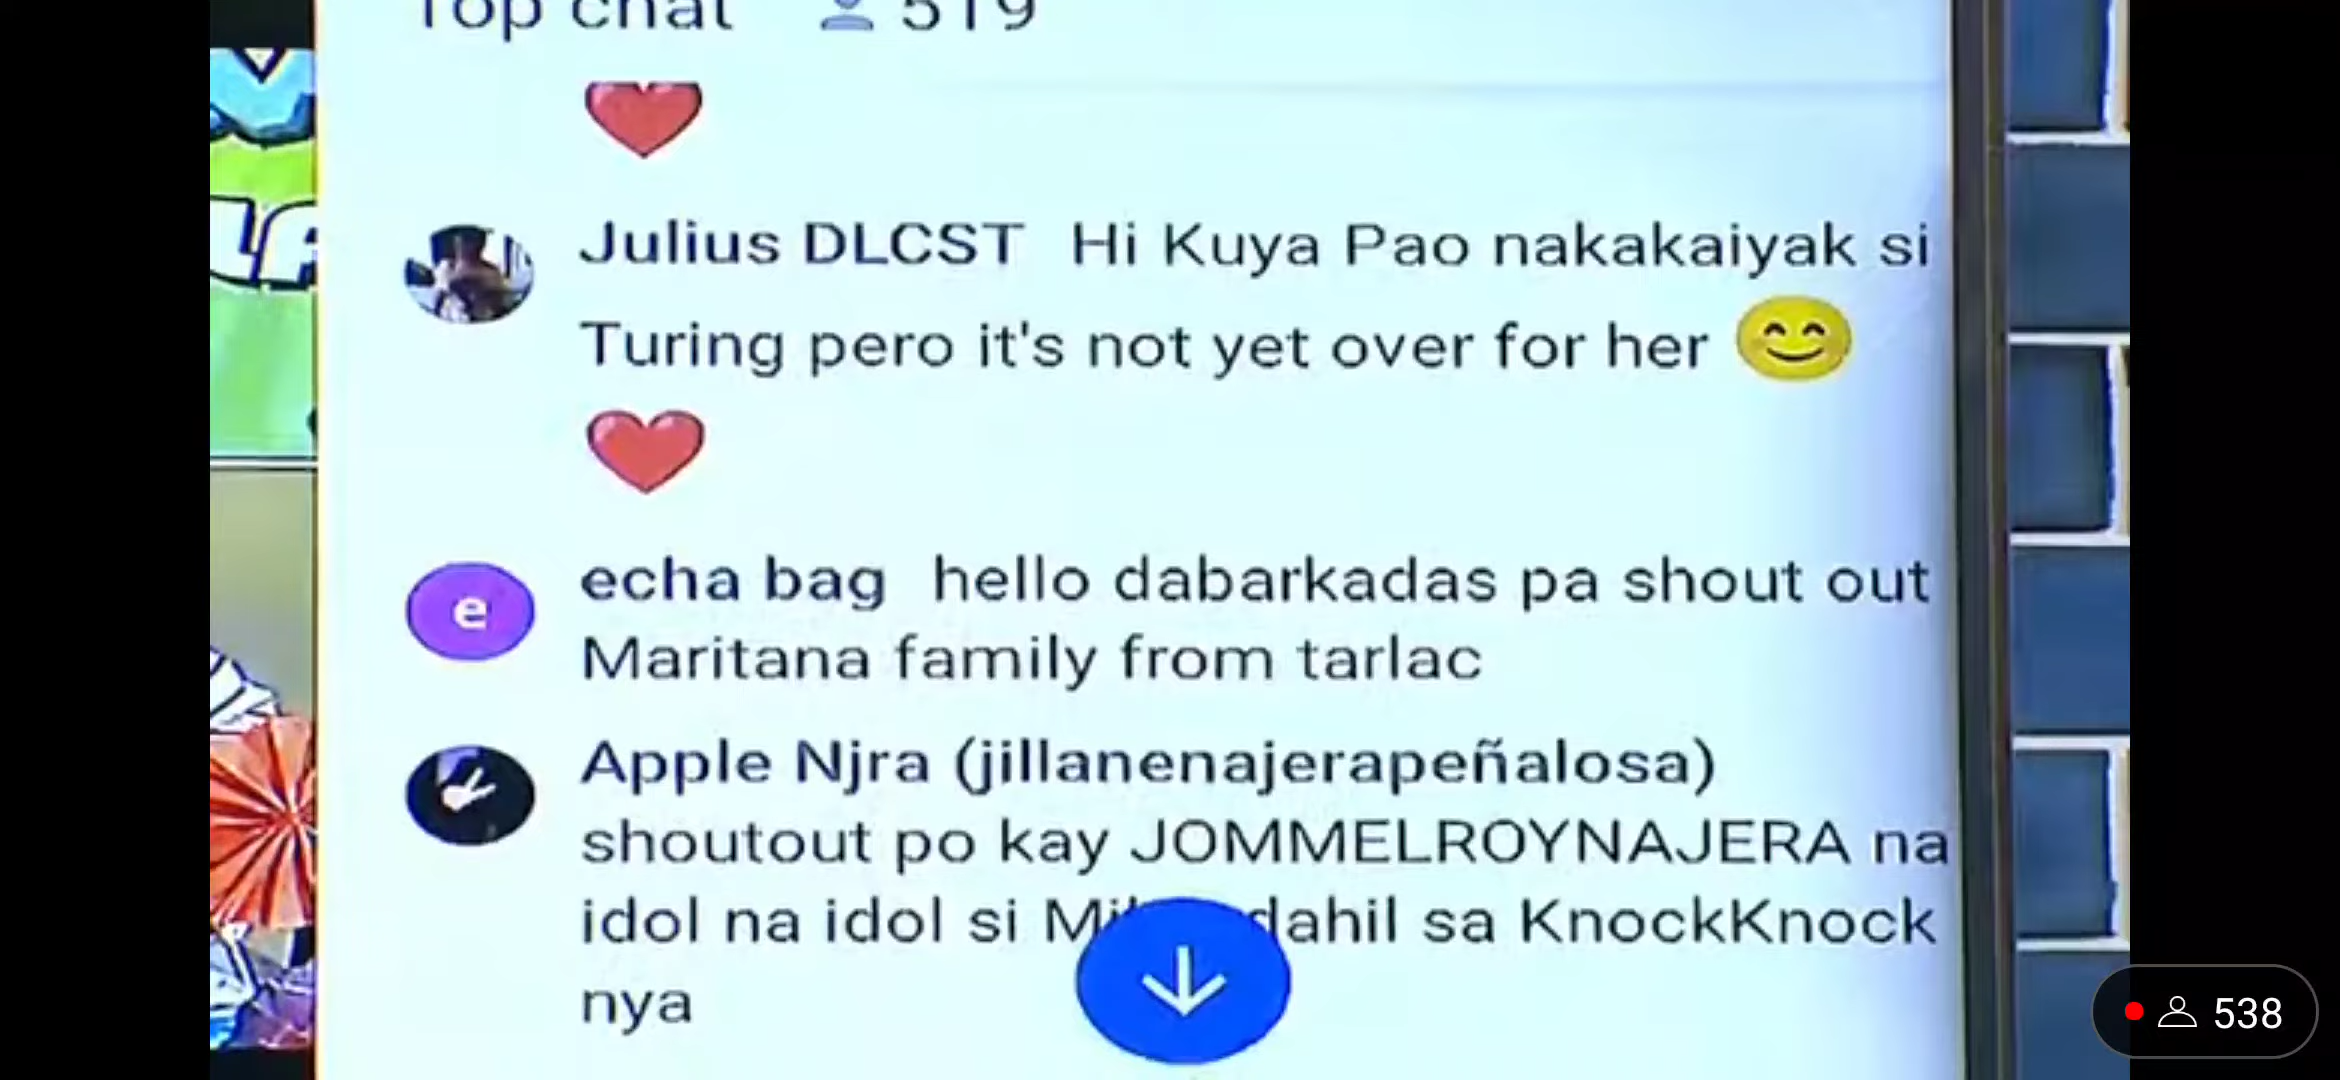 Top chat 519
Julius DLCST Hi Kuya Pao nakakaiyak si
Turing pero it's not yet over for her 😊
❤️
e
echa bag hello dabarkadas pa shout out
Maritana family from tarlac
Apple Njra (jillanenajerapeñalosa)
shoutout po kay JOMMELROYNAJERA na
idol na idol si dahil sa KnockKnock
nya
538